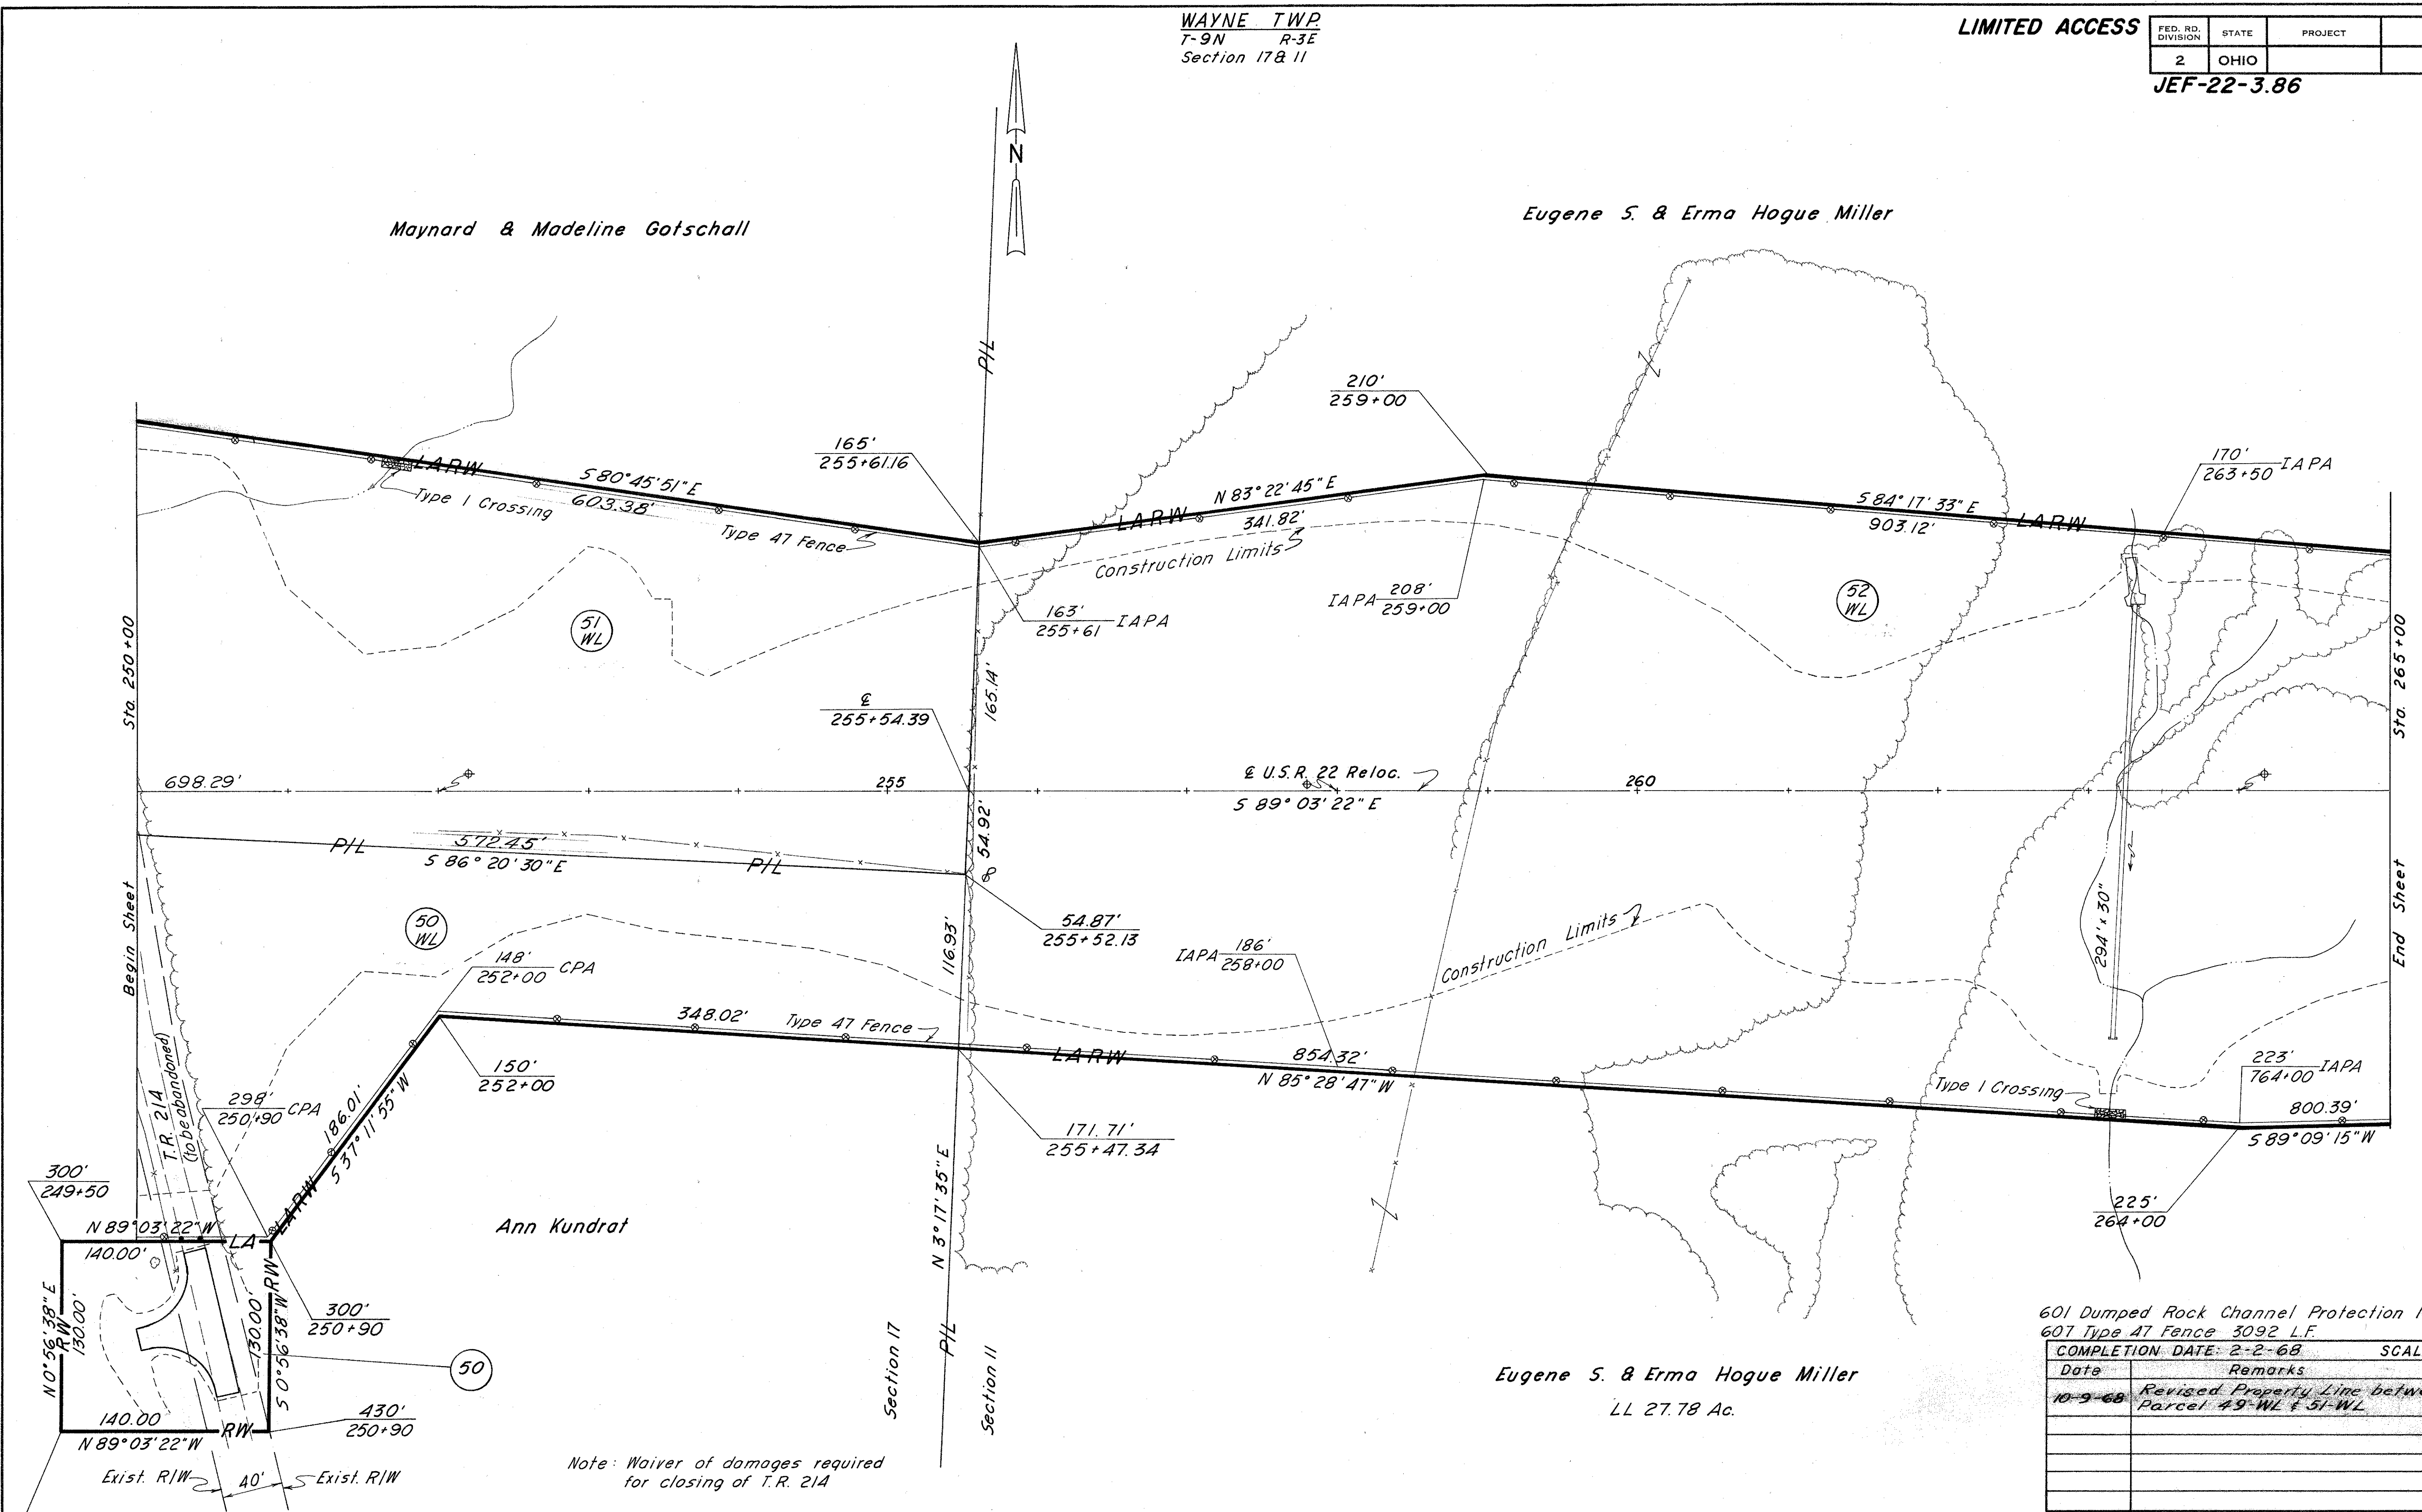 WAYNE TWP.
T-9N R-3E
Section 17 & 11
LIMITED ACCESS
FED. RD. DIVISION STATE PROJECT
2 OHIO
JEF-22-3.86
N
Maynard & Madeline Gotschall
Eugene S. & Erma Hogue Miller
P/L
210'
259+00
165'
255+61.16
170'
263+50 IAPA
LARW
S 80° 45' 51" E
603.38'
Type 1 Crossing
Type 47 Fence
N 83° 22' 45" E
LARW
341.82'
Construction Limits
S 84° 17' 33" E
LARW
903.12'
163'
255+61 IAPA
IAPA 208'
259+00
51
WL
52
WL
Sta. 250+00
Sta. 265+00
165.14'
℄
255+54.39
698.29'
255
℄ U.S.R. 22 Reloc.
S 89° 03' 22" E
260
54.92'
P/L
572.45'
S 86° 20' 30" E
P/L
50
WL
54.87'
255+52.13
Begin Sheet
End Sheet
116.93'
148'
252+00 CPA
IAPA 186'
258+00
Construction Limits
294' x 30"
348.02'
Type 47 Fence
LARW
854.32'
N 85° 28' 47" W
150'
252+00
223'
764+00 IAPA
Type 1 Crossing
800.39'
S 89° 09' 15" W
298'
250+90 CPA
186.01'
S 37° 11' 55" W
LARW
T.R. 214
(to be abandoned)
171.71'
255+47.34
N 3° 17' 35" E
300'
249+50
225'
264+00
N 89° 03' 22" W
LA
140.00'
Ann Kundrat
RW
N 0° 56' 38" E
RW
130.00'
130.00'
S 0° 56' 38" W
300'
250+90
50
430'
250+90
140.00
RW
N 89° 03' 22" W
Exist. R/W
40'
Exist. R/W
Section 17
P/L
Section 11
Note: Waiver of damages required
for closing of T.R. 214
Eugene S. & Erma Hogue Miller
LL 27.78 Ac.
601 Dumped Rock Channel Protection
607 Type 47 Fence 3092 L.F.
COMPLETION DATE: 2-2-68 SCAL
Date Remarks
10-9-68 Revised Property Line betw
Parcel 49-WL & 51-WL